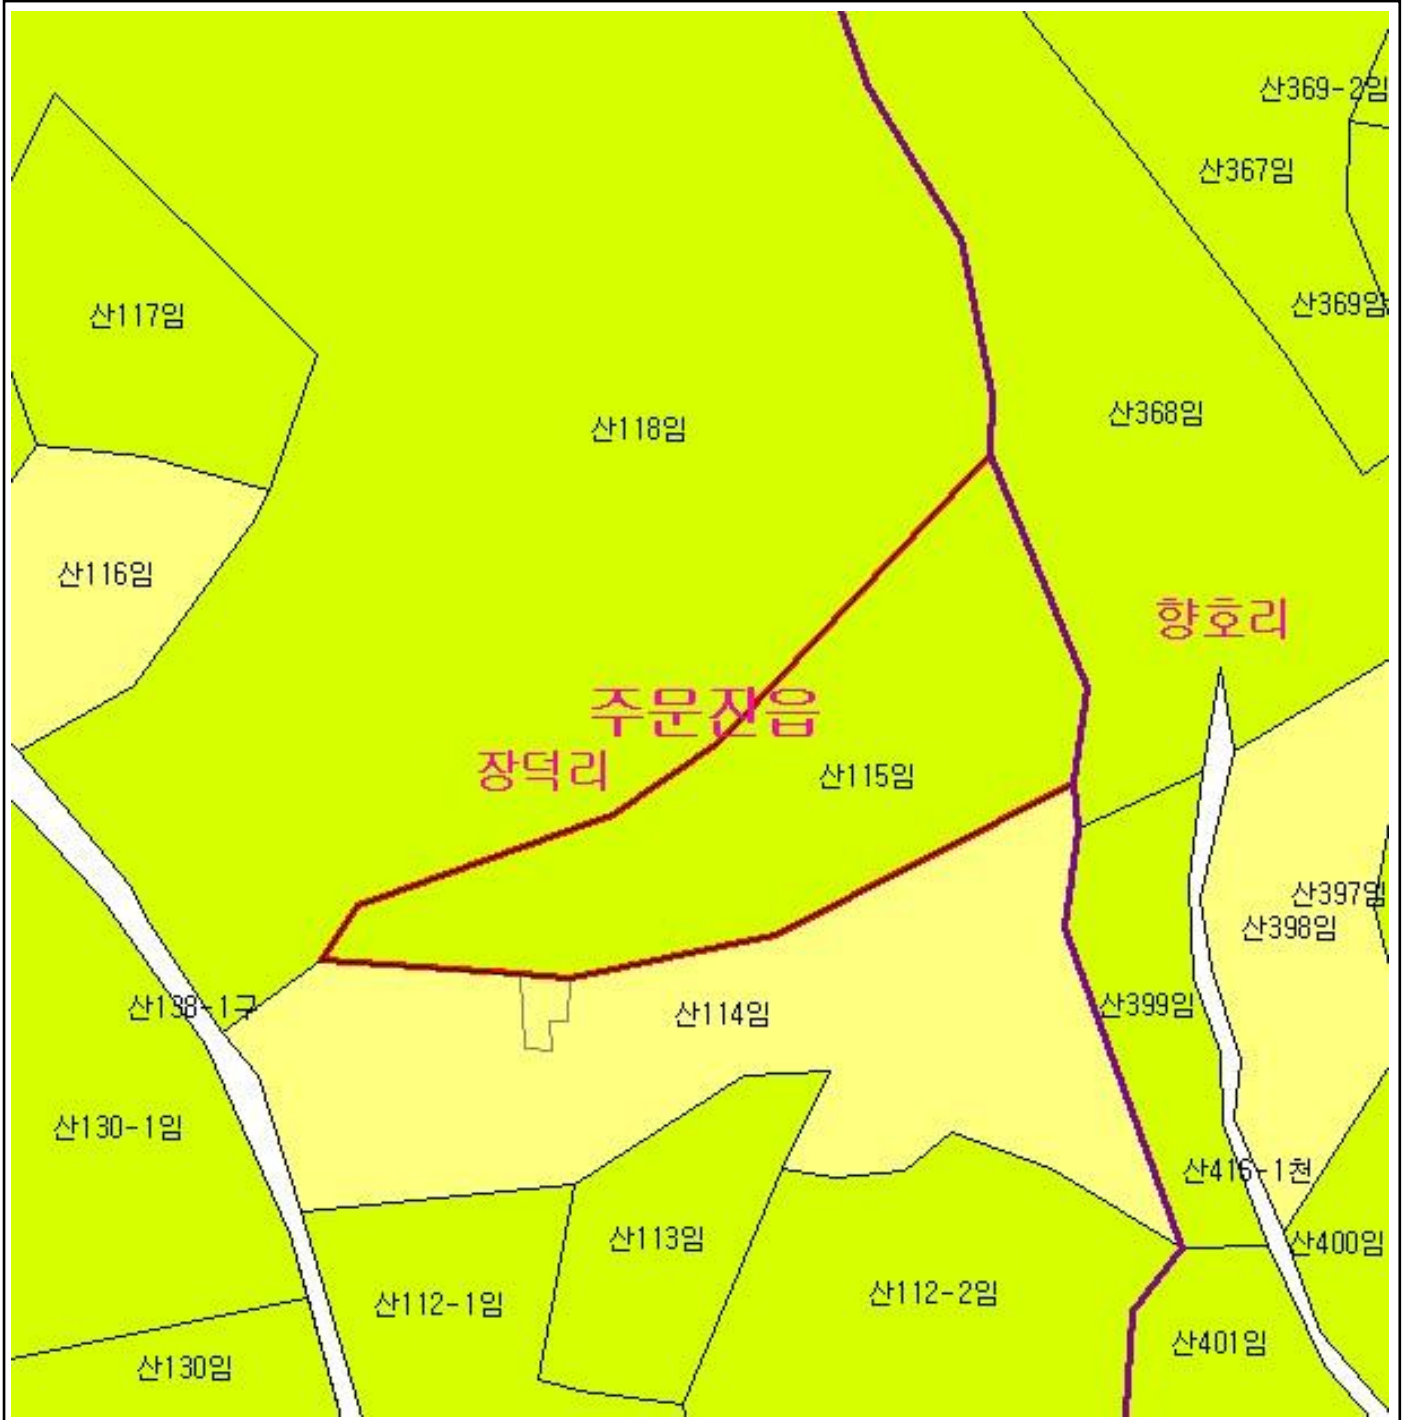 산369-2임
산367임
산369임
산117임
산118임
산368임
산116임
향호리
주문진읍
장덕리
산115임
산397임
산398임
산138-1구
산114임
산399임
산130-1임
산416-1천
산113임
산400임
산112-1임
산112-2임
산401임
산130임